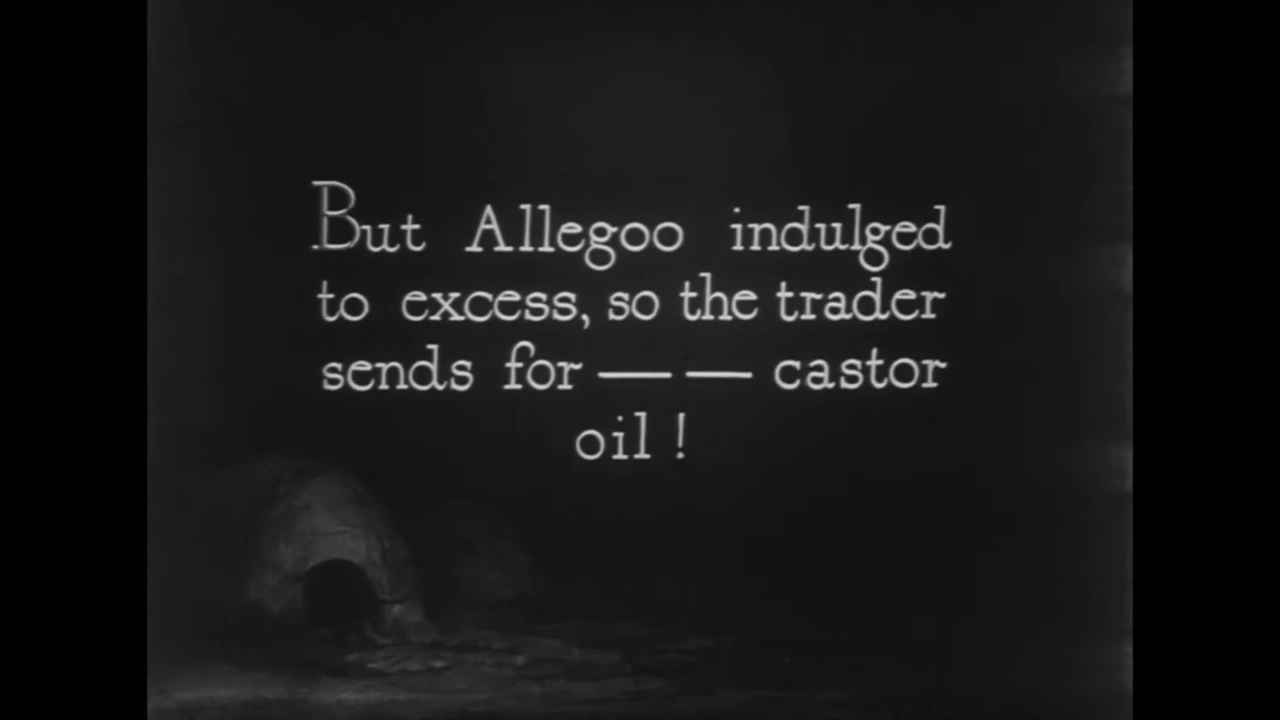 But Allegoo indulged
to excess, so the trader
sends for — — castor
oil !